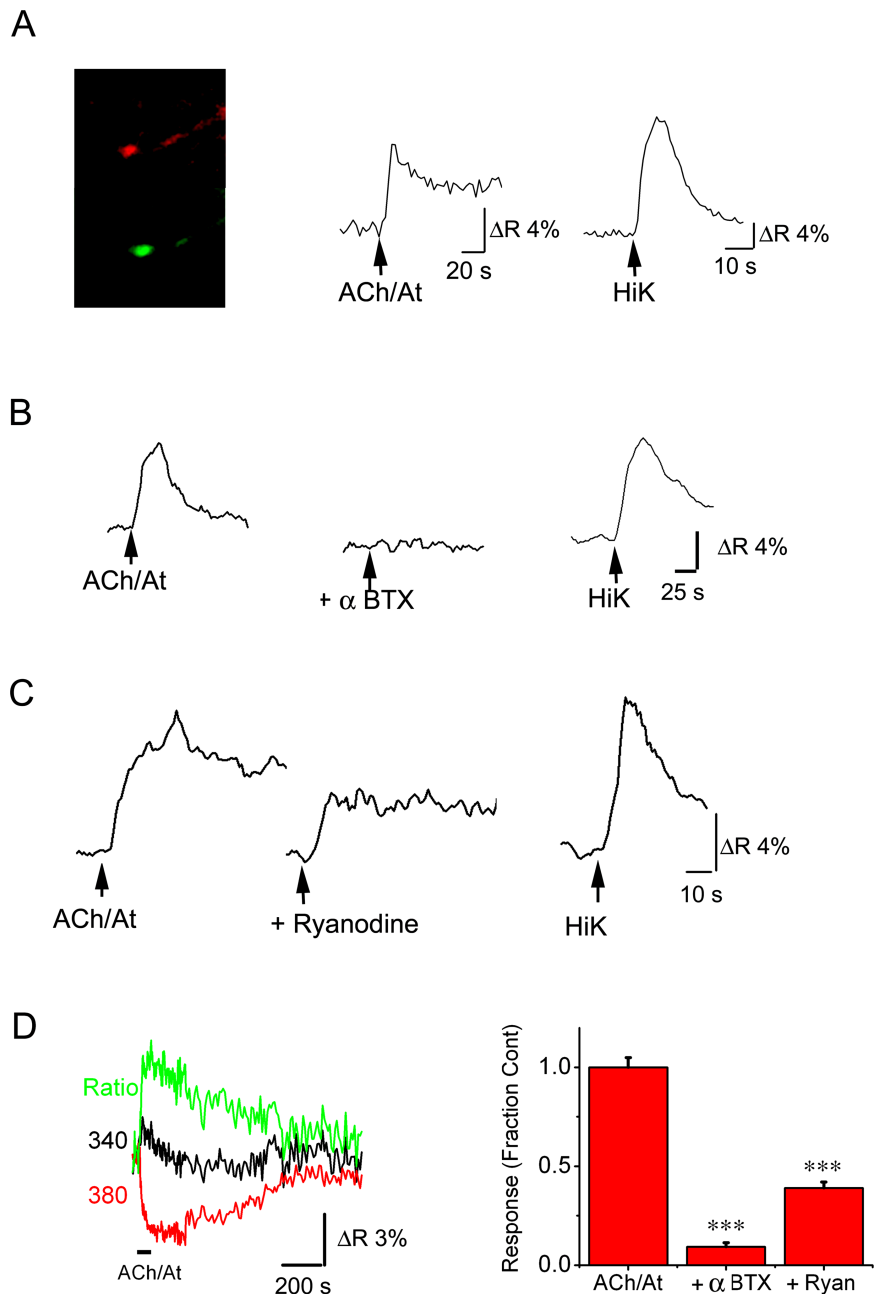 A
ΔR 4%
20 s
ACh/At
ΔR 4%
10 s
HiK
B
ACh/At
+ α BTX
HiK
ΔR 4%
25 s
C
ACh/At
+ Ryanodine
HiK
ΔR 4%
10 s
D
Ratio
340
380
ACh/At
ΔR 3%
200 s
Response (Fraction Cont)
1.0
0.5
0.0
***
***
ACh/At
+ α BTX
+ Ryan